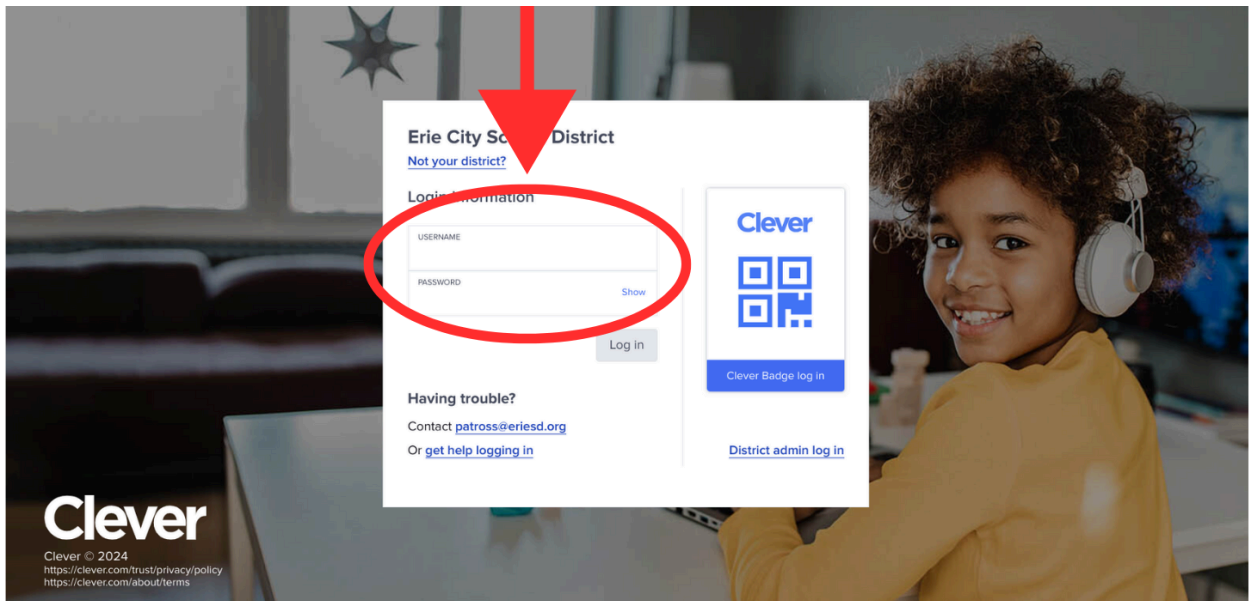 Erie City Sc District
Not your district?
Login information
USERNAME
PASSWORD
Show
Log in
Having trouble?
Contact patross@eriesd.org
Or get help logging in
Clever
Clever Badge log in
District admin log in
Clever
Clever © 2024
https://clever.com/trust/privacy/policy
https://clever.com/about/terms